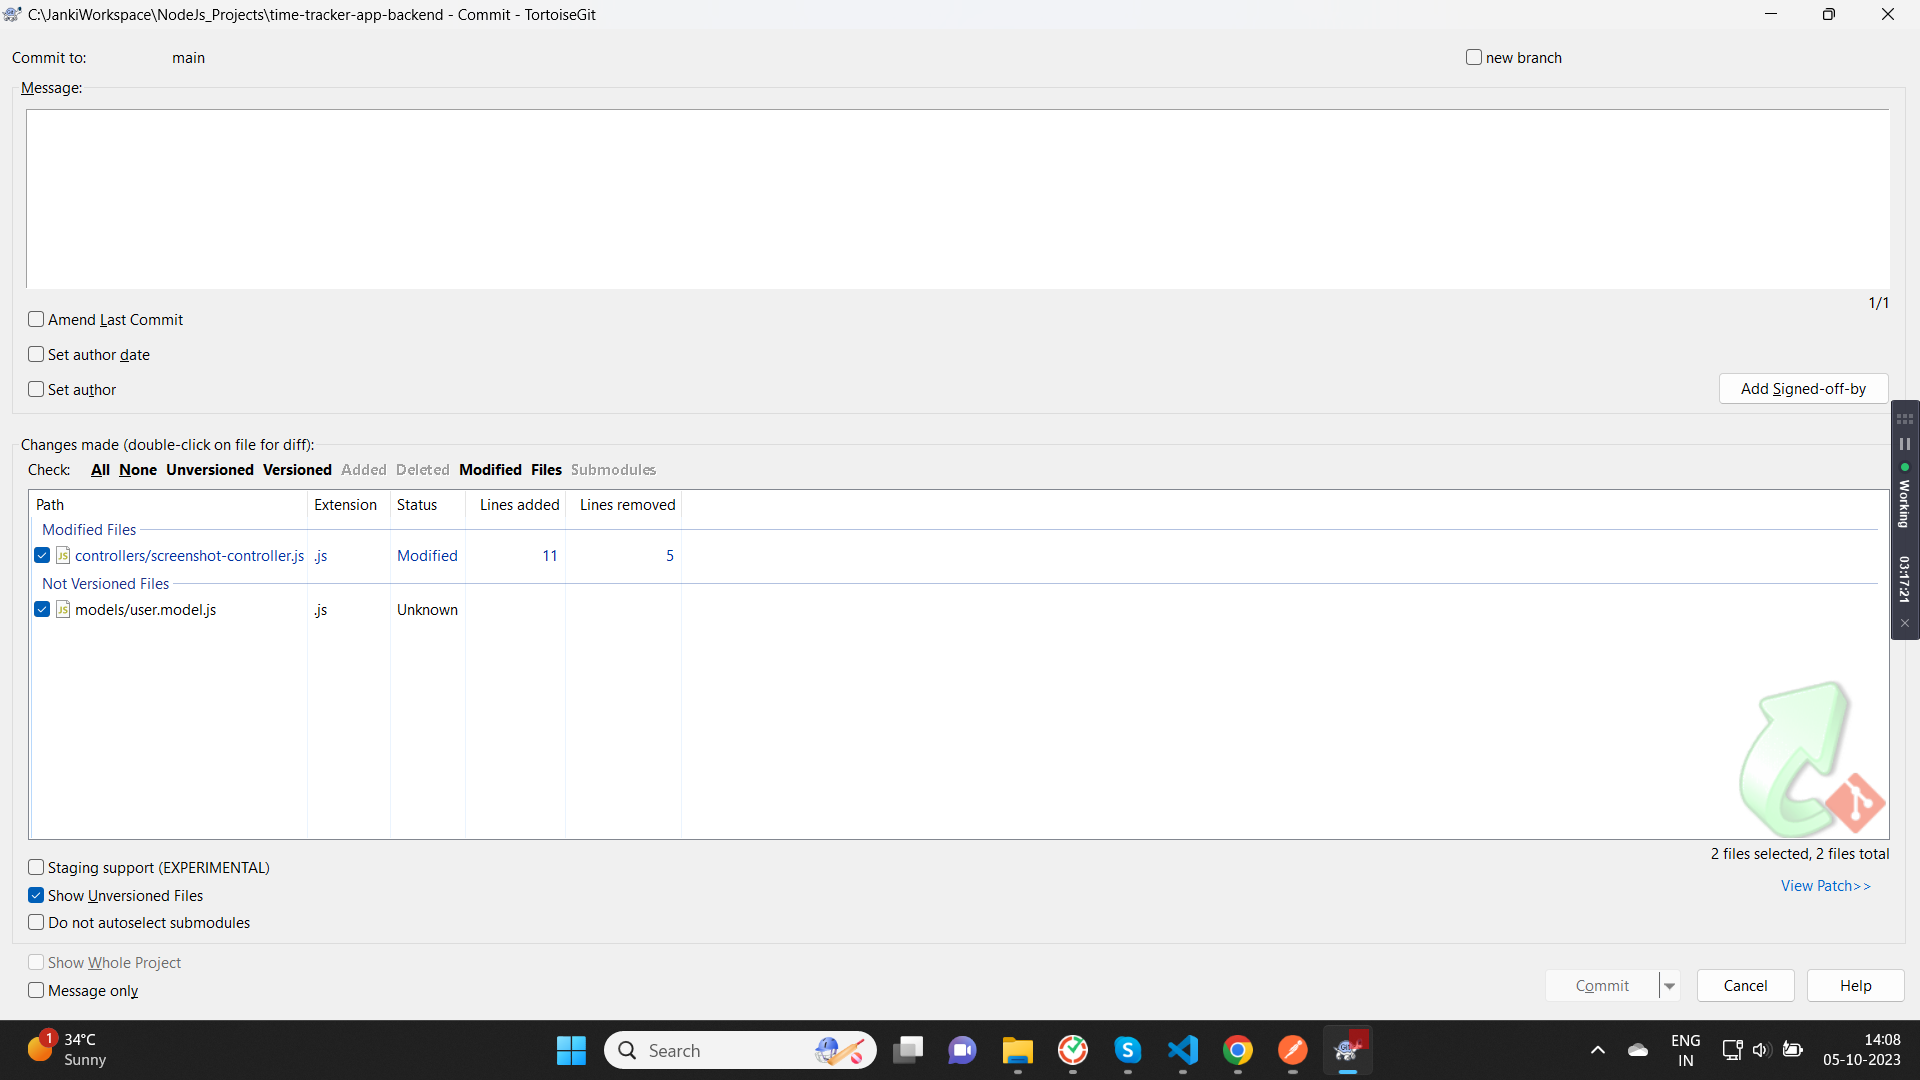 C:\JankiWorkspace\NodeJs_Projects\time-tracker-app-backend - Commit - TortoiseGit
Commit to: main new branch
Message:
1/1
Amend Last Commit
Set author date
Set author Add Signed-off-by
Changes made (double-click on file for diff):
Check: All None Unversioned Versioned Added Deleted Modified Files Submodules
Path Extension Status Lines added Lines removed
Modified Files
controllers/screenshot-controller.js .js Modified 11 5
Not Versioned Files
models/user.model.js .js Unknown
Working
03:17:21
2 files selected, 2 files total
Staging support (EXPERIMENTAL)
View Patch>>
Show Unversioned Files
Do not autoselect submodules
Show Whole Project
Message only
Commit Cancel Help
1
34°C
Sunny
Search
ENG
IN
14:08
05-10-2023